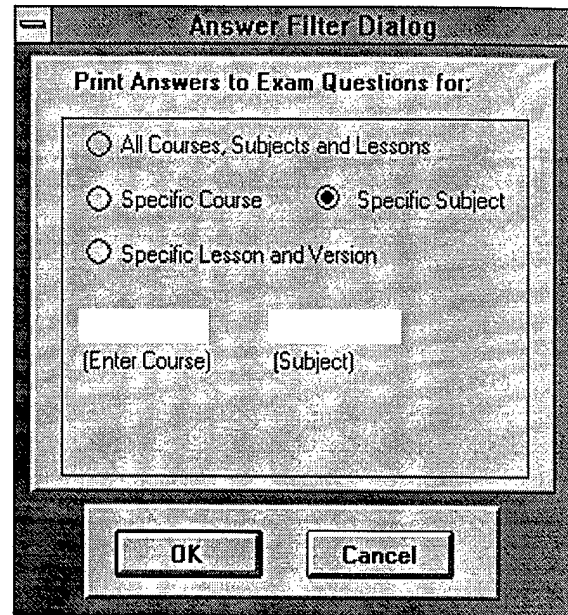 Answer Filter Dialog
Print Answers to Exam Questions for:
All Courses, Subjects and Lessons
Specific Course Specific Subject
Specific Lesson and Version
(Enter Course) (Subject)
OK Cancel